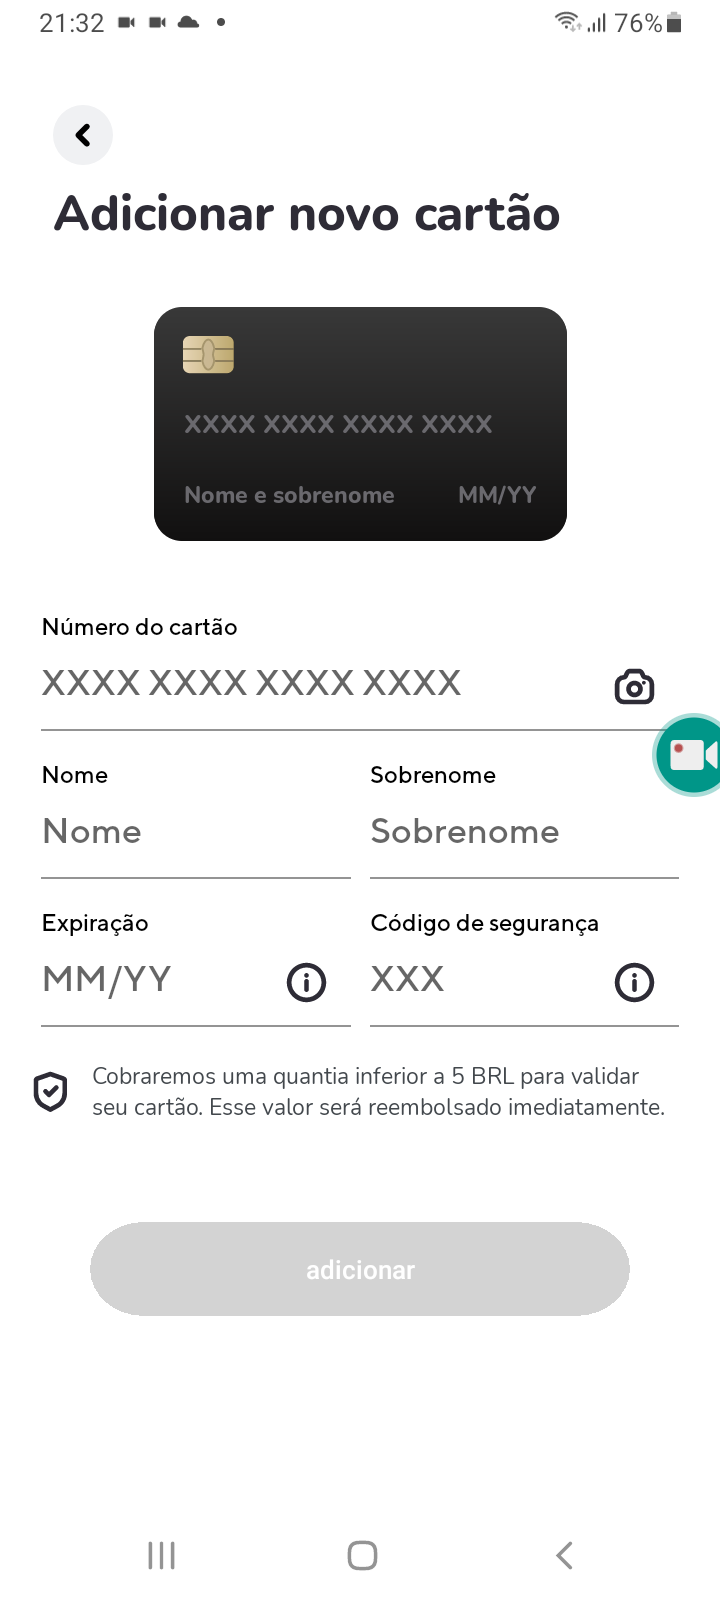 21:32
76%
Adicionar novo cartão
XXXX XXXX XXXX XXXX
Nome e sobrenome MM/YY
Número do cartão
XXXX XXXX XXXX XXXX
Nome Sobrenome
Nome Sobrenome
Expiração Código de segurança
MM/YY XXX
Cobraremos uma quantia inferior a 5 BRL para validar
seu cartão. Esse valor será reembolsado imediatamente.
adicionar